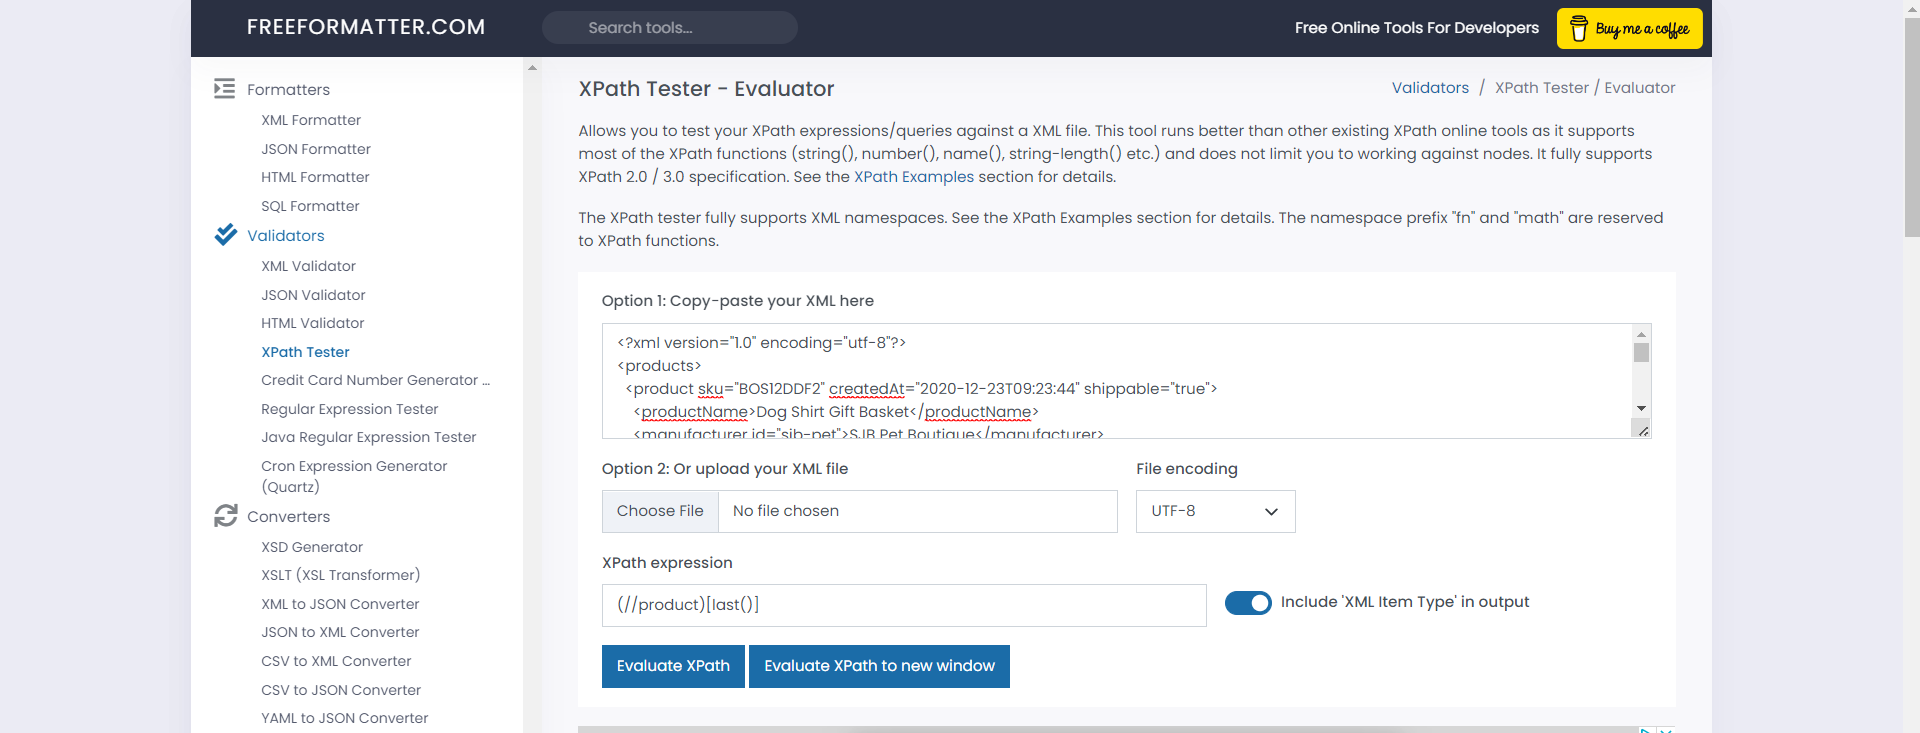 FREEFORMATTER.COM
Search tools...
Free Online Tools For Developers
Buy me a coffee
Formatters
XML Formatter
JSON Formatter
HTML Formatter
SQL Formatter
Validators
XML Validator
JSON Validator
HTML Validator
XPath Tester
Credit Card Number Generator ...
Regular Expression Tester
Java Regular Expression Tester
Cron Expression Generator
(Quartz)
Converters
XSD Generator
XSLT (XSL Transformer)
XML to JSON Converter
JSON to XML Converter
CSV to XML Converter
CSV to JSON Converter
YAML to JSON Converter
XPath Tester - Evaluator
Validators / XPath Tester / Evaluator
Allows you to test your XPath expressions/queries against a XML file. This tool runs better than other existing XPath online tools as it supports
most of the XPath functions (string(), number(), name(), string-length() etc.) and does not limit you to working against nodes. It fully supports
XPath 2.0 / 3.0 specification. See the XPath Examples section for details.
The XPath tester fully supports XML namespaces. See the XPath Examples section for details. The namespace prefix "fn" and "math" are reserved
to XPath functions.
Option 1: Copy-paste your XML here
<?xml version="1.0" encoding="utf-8"?>
<products>
<product sku="BOS12DDF2" createdAt="2020-12-23T09:23:44" shippable="true">
<productName>Dog Shirt Gift Basket</productName>
<manufacturer id="sjb-pet">SJB Pet Boutique</manufacturer>
Option 2: Or upload your XML file
File encoding
Choose File No file chosen
UTF-8
XPath expression
(//product)[last()]
Include 'XML Item Type' in output
Evaluate XPath
Evaluate XPath to new window